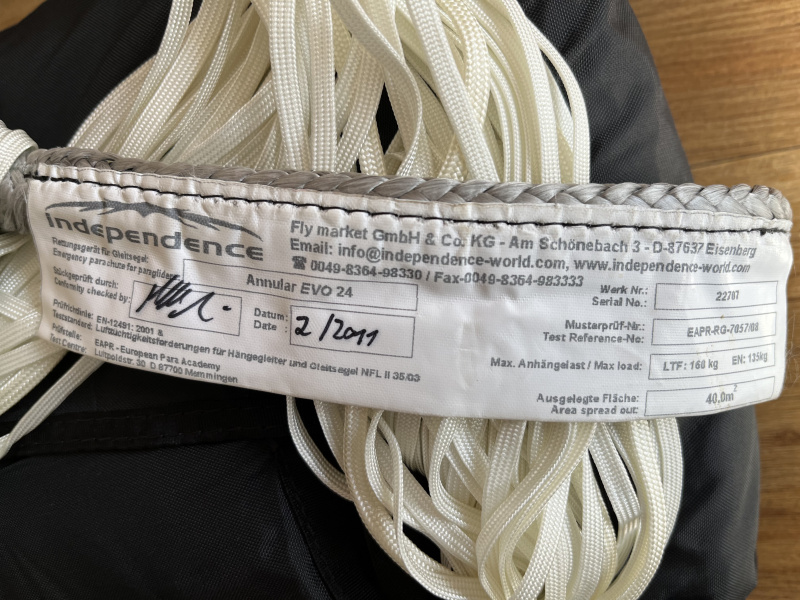 independence
Fly market GmbH & Co. KG - Am Schönebach 3 - D-87637 Eisenberg
Email: info@independence-world.com, www.independence-world.com
☎ 0049-8364-98330 / Fax-0049-8364-983333
Rettungsgerät für Gleitsegel:
Emergency parachute for paraglider:
Annular EVO 24
Stückgeprüft durch:
Conformity checked by:
Datum:
Date :
2/2011
Prüfrichtlinie: EN-12491: 2001 &
Teststandard: Luftüchtigkeitsforderungen für Hängegleiter und Gleitsegel NFL II 35/03
Prüfstelle: EAPR - European Para Academy
Test Centre: Luitpoldstr. 30 D 87700 Memmingen
Werk Nr.:
Serial No.:
22707
Musterprüf-Nr.:
Test Reference-No:
EAPR-RG-7057/08
Max. Anhängelast / Max load:
LTF: 160 kg EN: 135kg
Ausgelegte Fläche:
Area spread out:
40,0m²